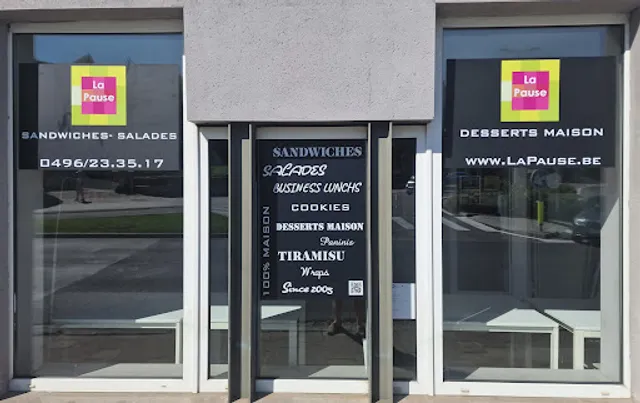 La
Pause
SANDWICHES- SALADES
0496/23.35.17
SANDWICHES
SALADES
BUSINESS LUNCHS
COOKIES
DESSERTS MAISON
Paninis
TIRAMISU
Wraps
Since 2005
100% MAISON
La
Pause
DESSERTS MAISON
www.LaPause.be